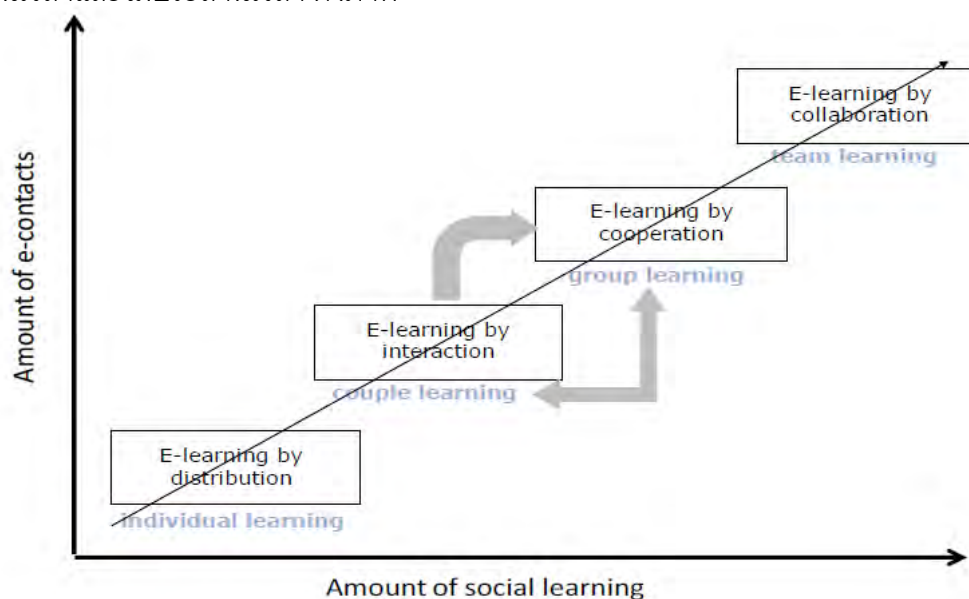 E-learning by
collaboration
team learning
E-learning by
cooperation
group learning
E-learning by
interaction
couple learning
E-learning by
distribution
individual learning
Amount of e-contacts
Amount of social learning